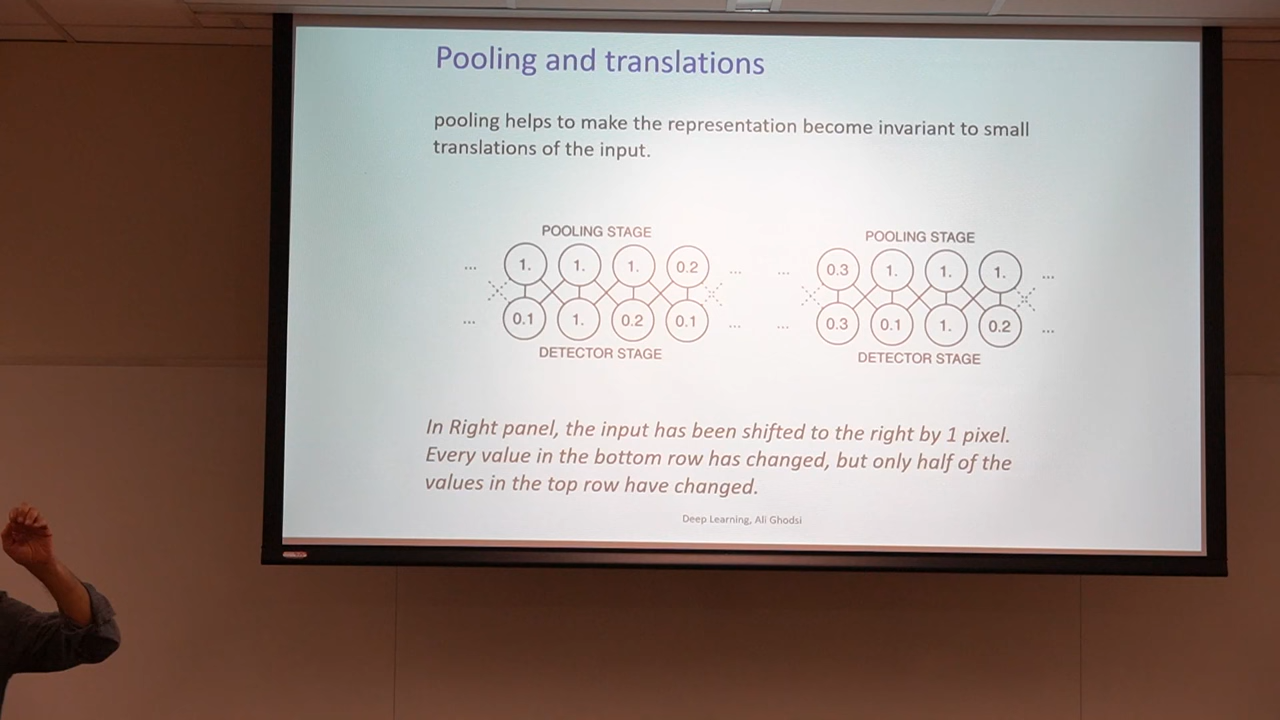 Pooling and translations
pooling helps to make the representation become invariant to small
translations of the input.
POOLING STAGE
... 1. 1. 1. 0.2 ...
... 0.1 1. 0.2 0.1 ...
DETECTOR STAGE
POOLING STAGE
... 0.3 1. 1. 1. ...
... 0.3 0.1 1. 0.2 ...
DETECTOR STAGE
In Right panel, the input has been shifted to the right by 1 pixel.
Every value in the bottom row has changed, but only half of the
values in the top row have changed.
Deep Learning, Ali Ghodsi